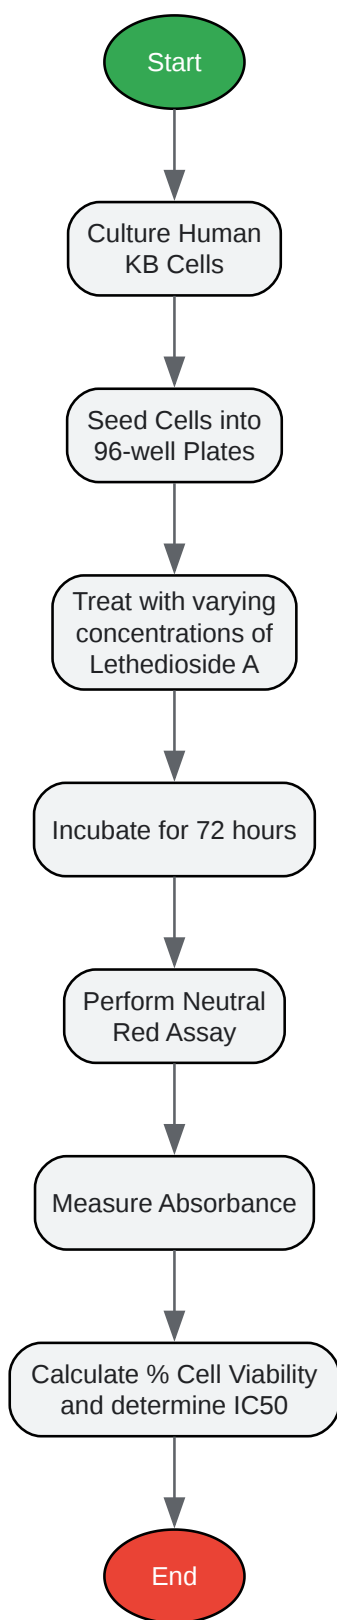 Start
Culture Human
KB Cells
Seed Cells into
96-well Plates
Treat with varying
concentrations of
Lethedioside A
Incubate for 72 hours
Perform Neutral
Red Assay
Measure Absorbance
Calculate % Cell Viability
and determine IC50
End